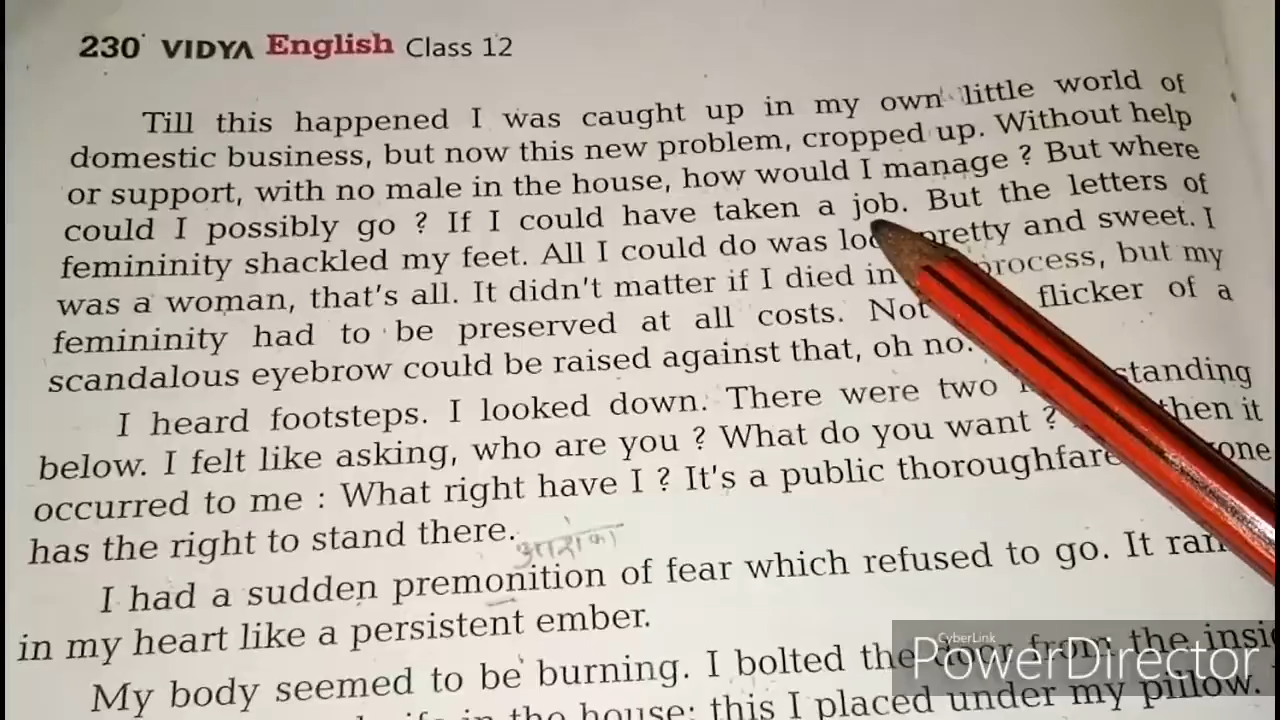 230 VIDYA English Class 12
Till this happened I was caught up in my own little world of
domestic business, but now this new problem, cropped up. Without help
or support, with no male in the house, how would I manage ? But where
could I possibly go ? If I could have taken a job. But the letters of
femininity shackled my feet. All I could do was pretty and sweet. I
was a woman, that's all. It didn't matter if I died in process, but my
femininity had to be preserved at all costs. Not flicker of a
scandalous eyebrow could be raised against that, oh no.
I heard footsteps. I looked down. There were two standing
below. I felt like asking, who are you ? What do you want ? then it
occurred to me : What right have I ? It's a public thoroughfare
has the right to stand there.
आशंका
I had a sudden premonition of fear which refused to go. It ran
in my heart like a persistent ember.
My body seemed to be burning. I bolted the door from the
in the house; this I placed under my pillow.
CyberLink
PowerDirector